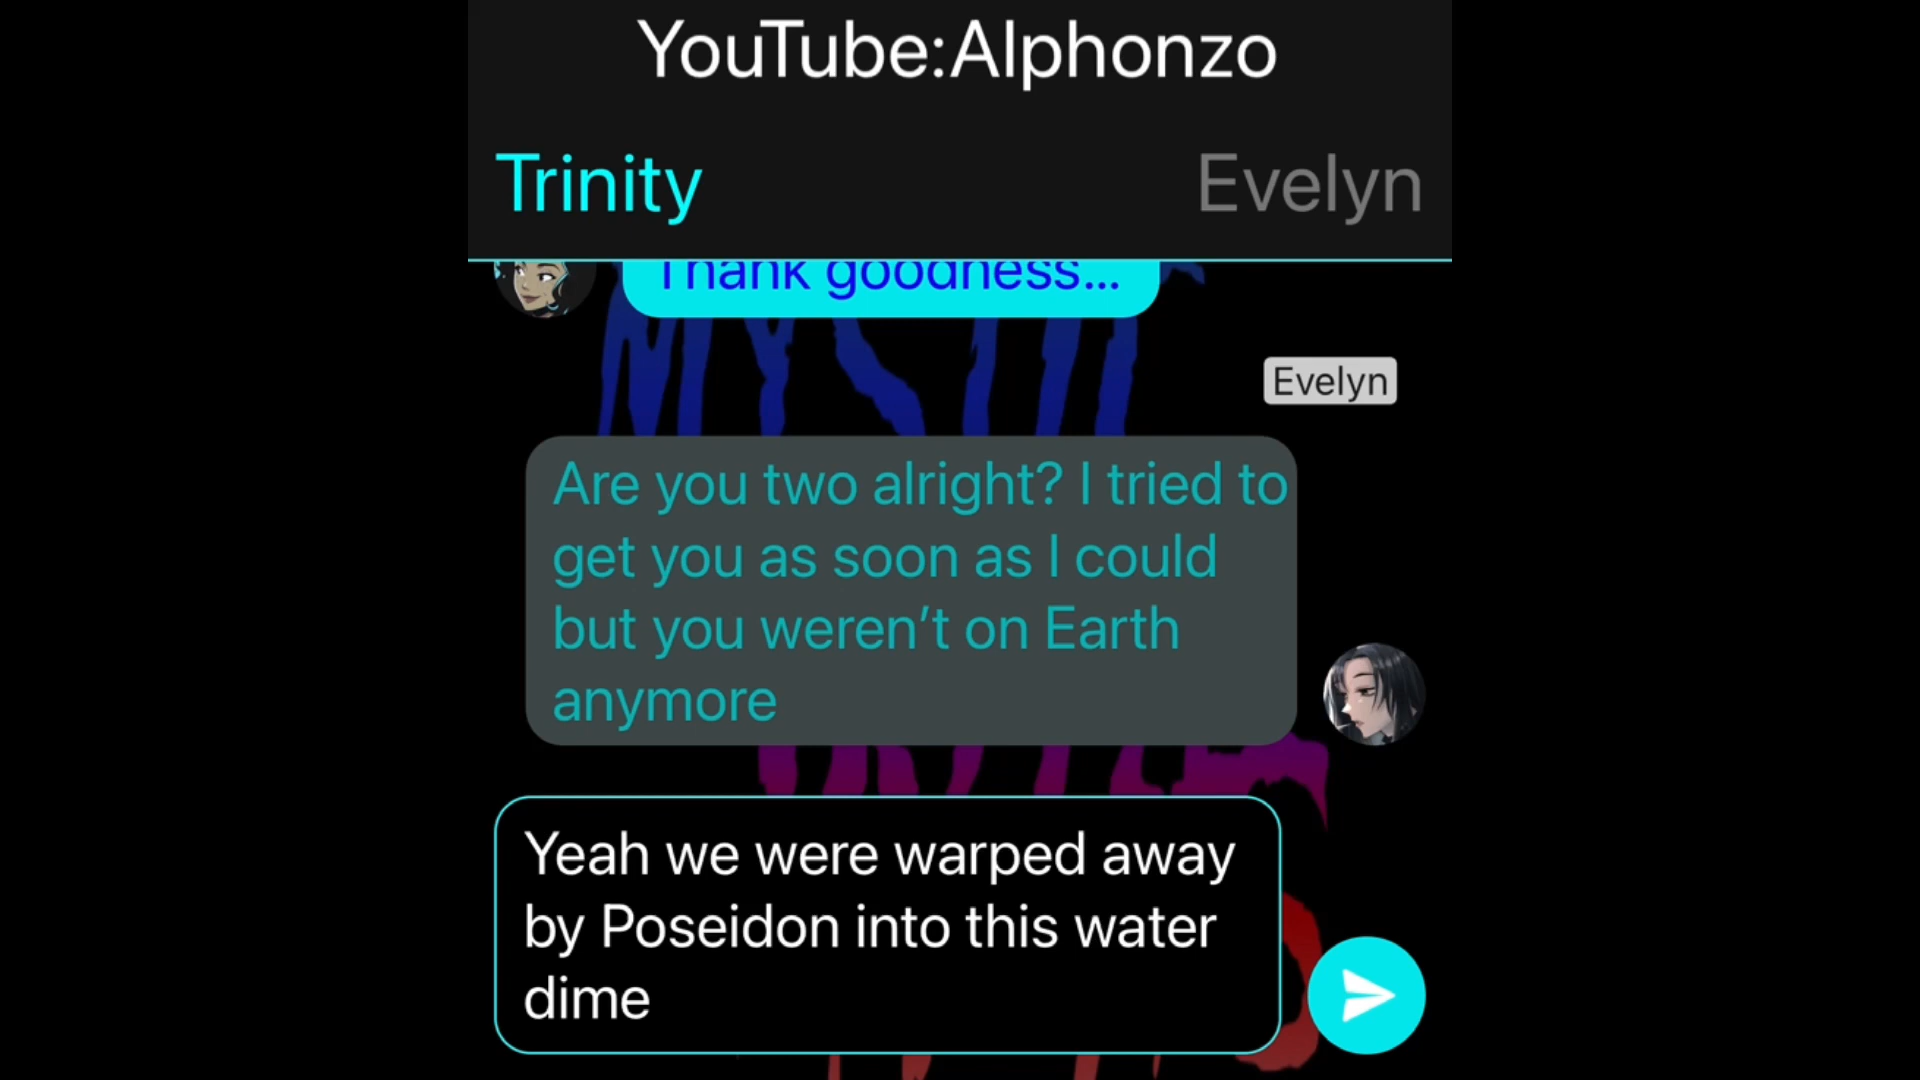 YouTube:Alphonzo
Trinity
Evelyn
Thank goodness...
Evelyn
Are you two alright? I tried to
get you as soon as I could
but you weren’t on Earth
anymore
Yeah we were warped away
by Poseidon into this water
dime